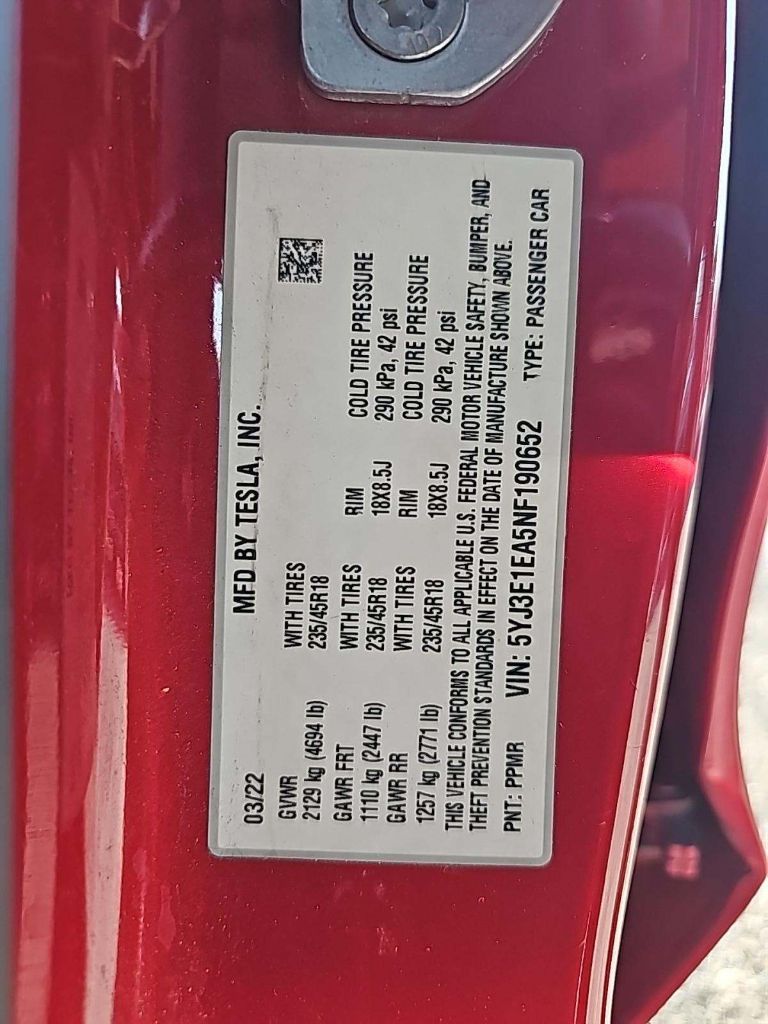 03/22 MFD BY TESLA, INC.
GVWR WITH TIRES
2129 kg (4694 lb) 235/45R18
GAWR FRT WITH TIRES RIM COLD TIRE PRESSURE
1110 kg (2447 lb) 235/45R18 18X8.5J 290 kPa, 42 psi
GAWR RR WITH TIRES RIM COLD TIRE PRESSURE
1257 kg (2771 lb) 235/45R18 18X8.5J 290 kPa, 42 psi
THIS VEHICLE CONFORMS TO ALL APPLICABLE U.S. FEDERAL MOTOR VEHICLE SAFETY, BUMPER, AND
THEFT PREVENTION STANDARDS IN EFFECT ON THE DATE OF MANUFACTURE SHOWN ABOVE.
PNT: PPMR VIN: 5YJ3E1EA5NF190652 TYPE: PASSENGER CAR
10